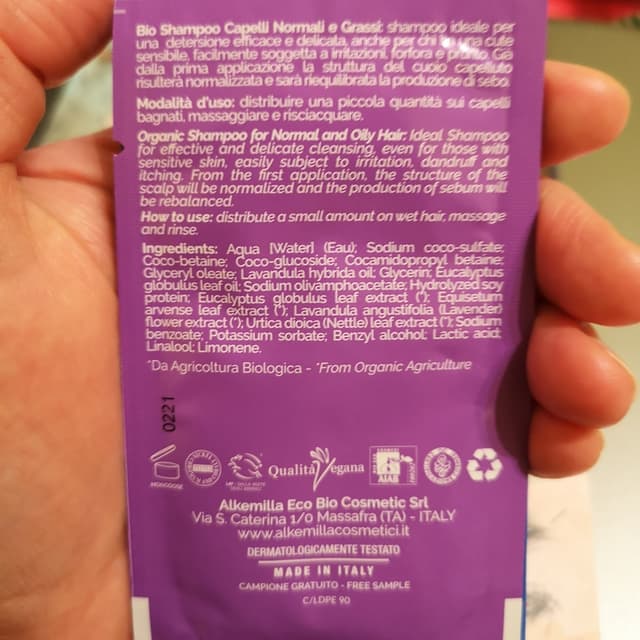 Bio Shampoo Capelli Normali e Grassi: shampoo ideale per
una detersione efficace e delicata, anche per chi ha una cute
sensibile, facilmente soggetta a irritazioni, forfora e prurito. Già
dalla prima applicazione la struttura del cuoio capelluto
risulterà normalizzata e sarà riequilibrata la produzione di sebo.
Modalità d'uso: distribuire una piccola quantità sui capelli
bagnati, massaggiare e risciacquare.
Organic Shampoo for Normal and Oily Hair: Ideal Shampoo
for effective and delicate cleansing, even for those with
sensitive skin, easily subject to irritation, dandruff and
itching. From the first application, the structure of the
scalp will be normalized and the production of sebum will
be rebalanced.
How to use: distribute a small amount on wet hair, massage
and rinse.
Ingredients: Aqua [Water] (Eau); Sodium coco-sulfate;
Coco-betaine; Coco-glucoside; Cocamidopropyl betaine;
Glyceryl oleate; Lavandula hybrida oil; Glycerin; Eucalyptus
globulus leaf oil; Sodium olivamphoacetate; Hydrolyzed soy
protein; Eucalyptus globulus leaf extract (*); Equisetum
arvense leaf extract (*); Lavandula angustifolia (Lavender)
flower extract (*); Urtica dioica (Nettle) leaf extract (*); Sodium
benzoate; Potassium sorbate; Benzyl alcohol; Lactic acid;
Linalool; Limonene.
*Da Agricoltura Biologica - *From Organic Agriculture
0221
MONODOSE
Qualità Vegana
AIAB
Alkemilla Eco Bio Cosmetic Srl
Via S. Caterina 1/0 Massafra (TA) - ITALY
www.alkemillacosmetici.it
DERMATOLOGICAMENTE TESTATO
MADE IN ITALY
CAMPIONE GRATUITO - FREE SAMPLE
C/LDPE 90